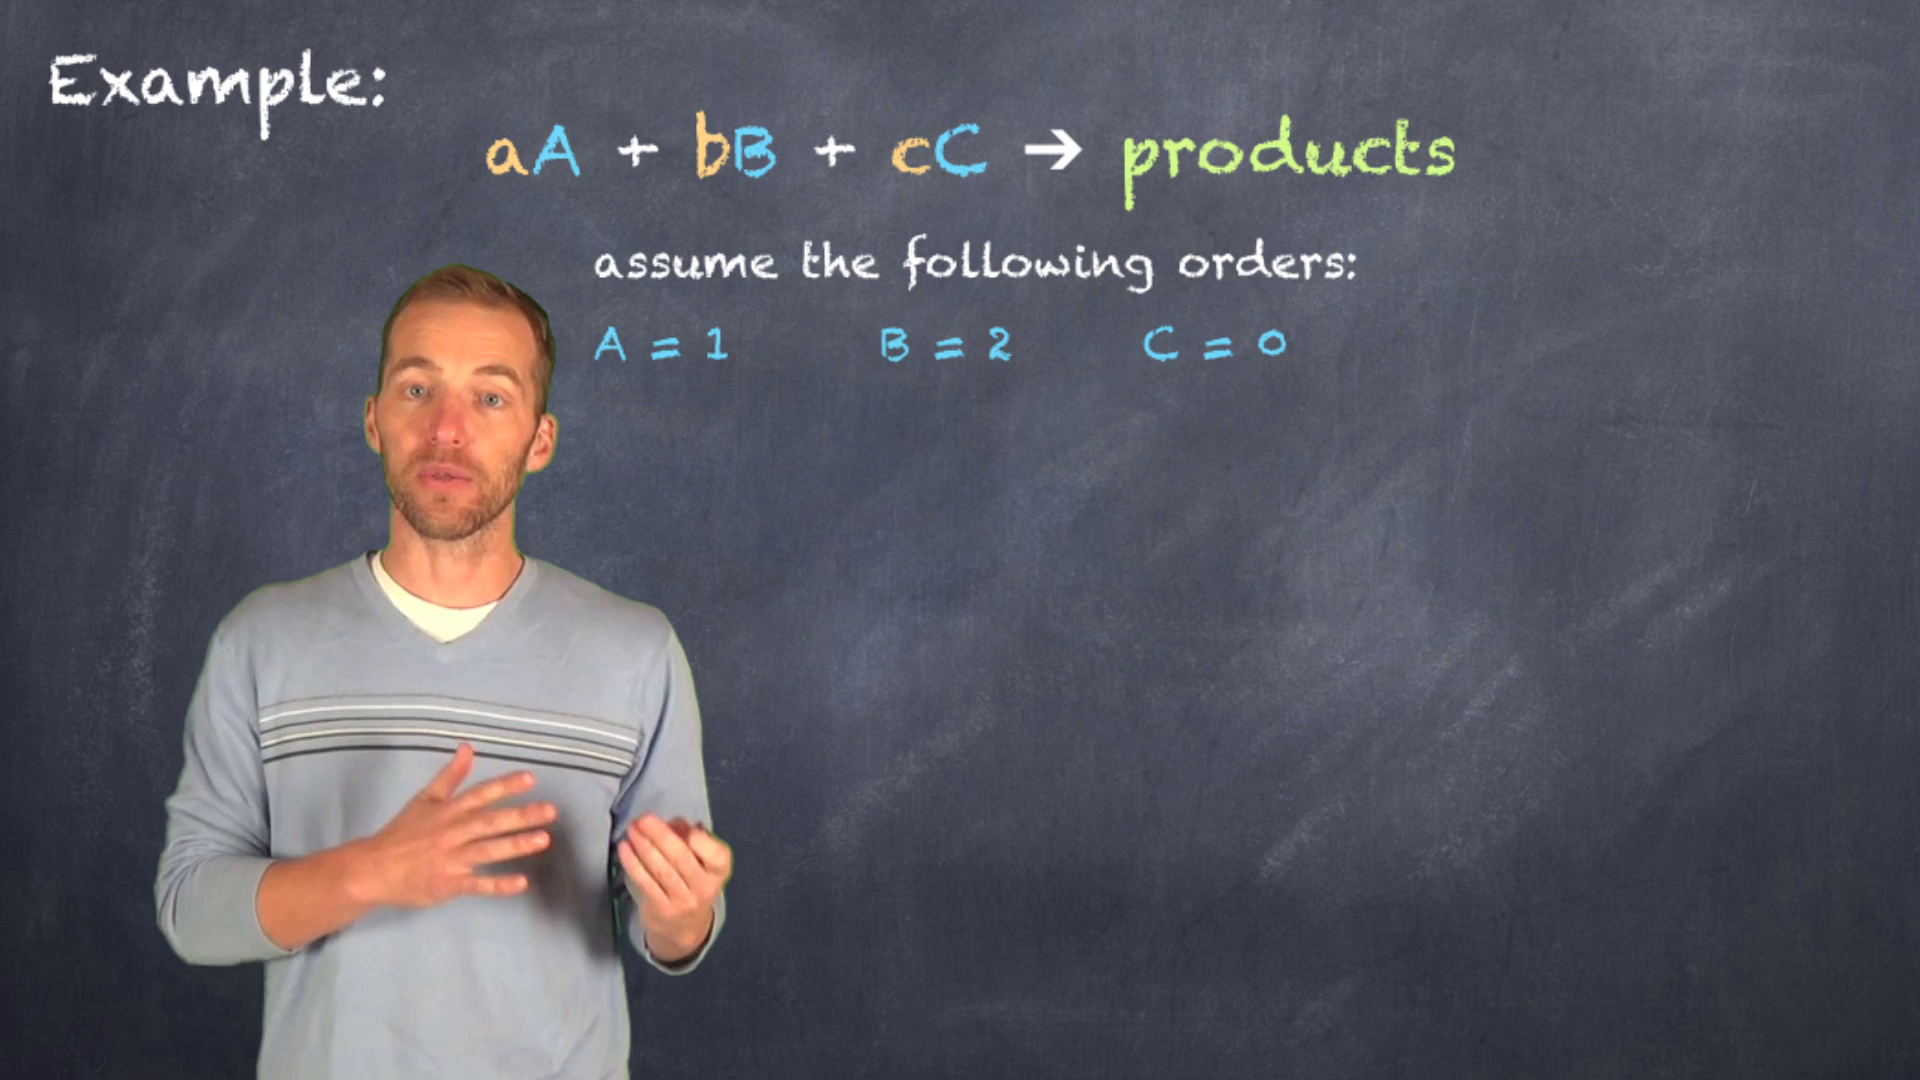 Example:
aA + bB + cC → products
assume the following orders:
A = 1 B = 2 C = 0